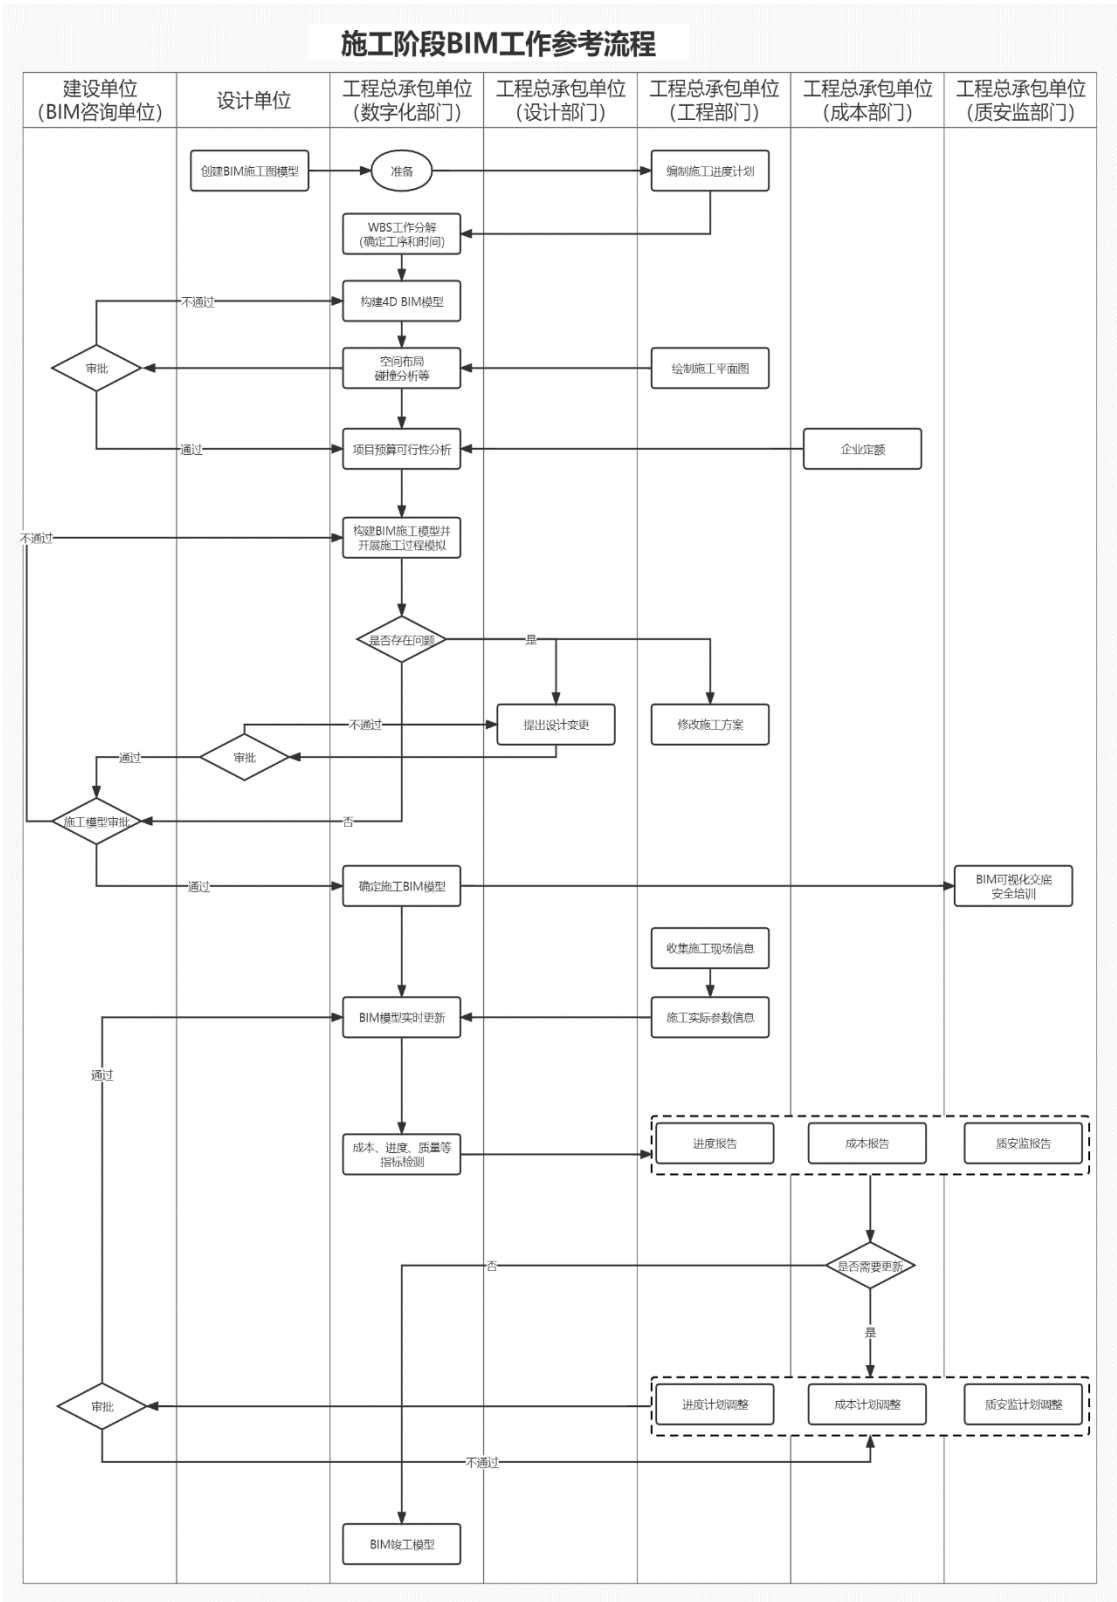 施工阶段BIM工作参考流程
建设单位
（BIM咨询单位）
设计单位
工程总承包单位
（数字化部门）
工程总承包单位
（设计部门）
工程总承包单位
（工程部门）
工程总承包单位
（成本部门）
工程总承包单位
（质安监部门）
创建BIM施工图模型
准备
编制施工进度计划
WBS工作分解
（确定工序和时间）
不通过
构建4D BIM模型
审批
空间布局
碰撞分析等
绘制施工平面图
通过
项目预算可行性分析
企业定额
不通过
构建BIM施工模型并
开展施工过程模拟
是否存在问题
是
不通过
提出设计变更
修改施工方案
通过
审批
施工模型审批
否
通过
确定施工BIM模型
BIM可视化交底
安全培训
收集施工现场信息
BIM模型实时更新
施工实际参数信息
通过
成本、进度、质量等
指标检测
进度报告
成本报告
质安监报告
否
是否需要更新
是
审批
进度计划调整
成本计划调整
质安监计划调整
不通过
BIM竣工模型